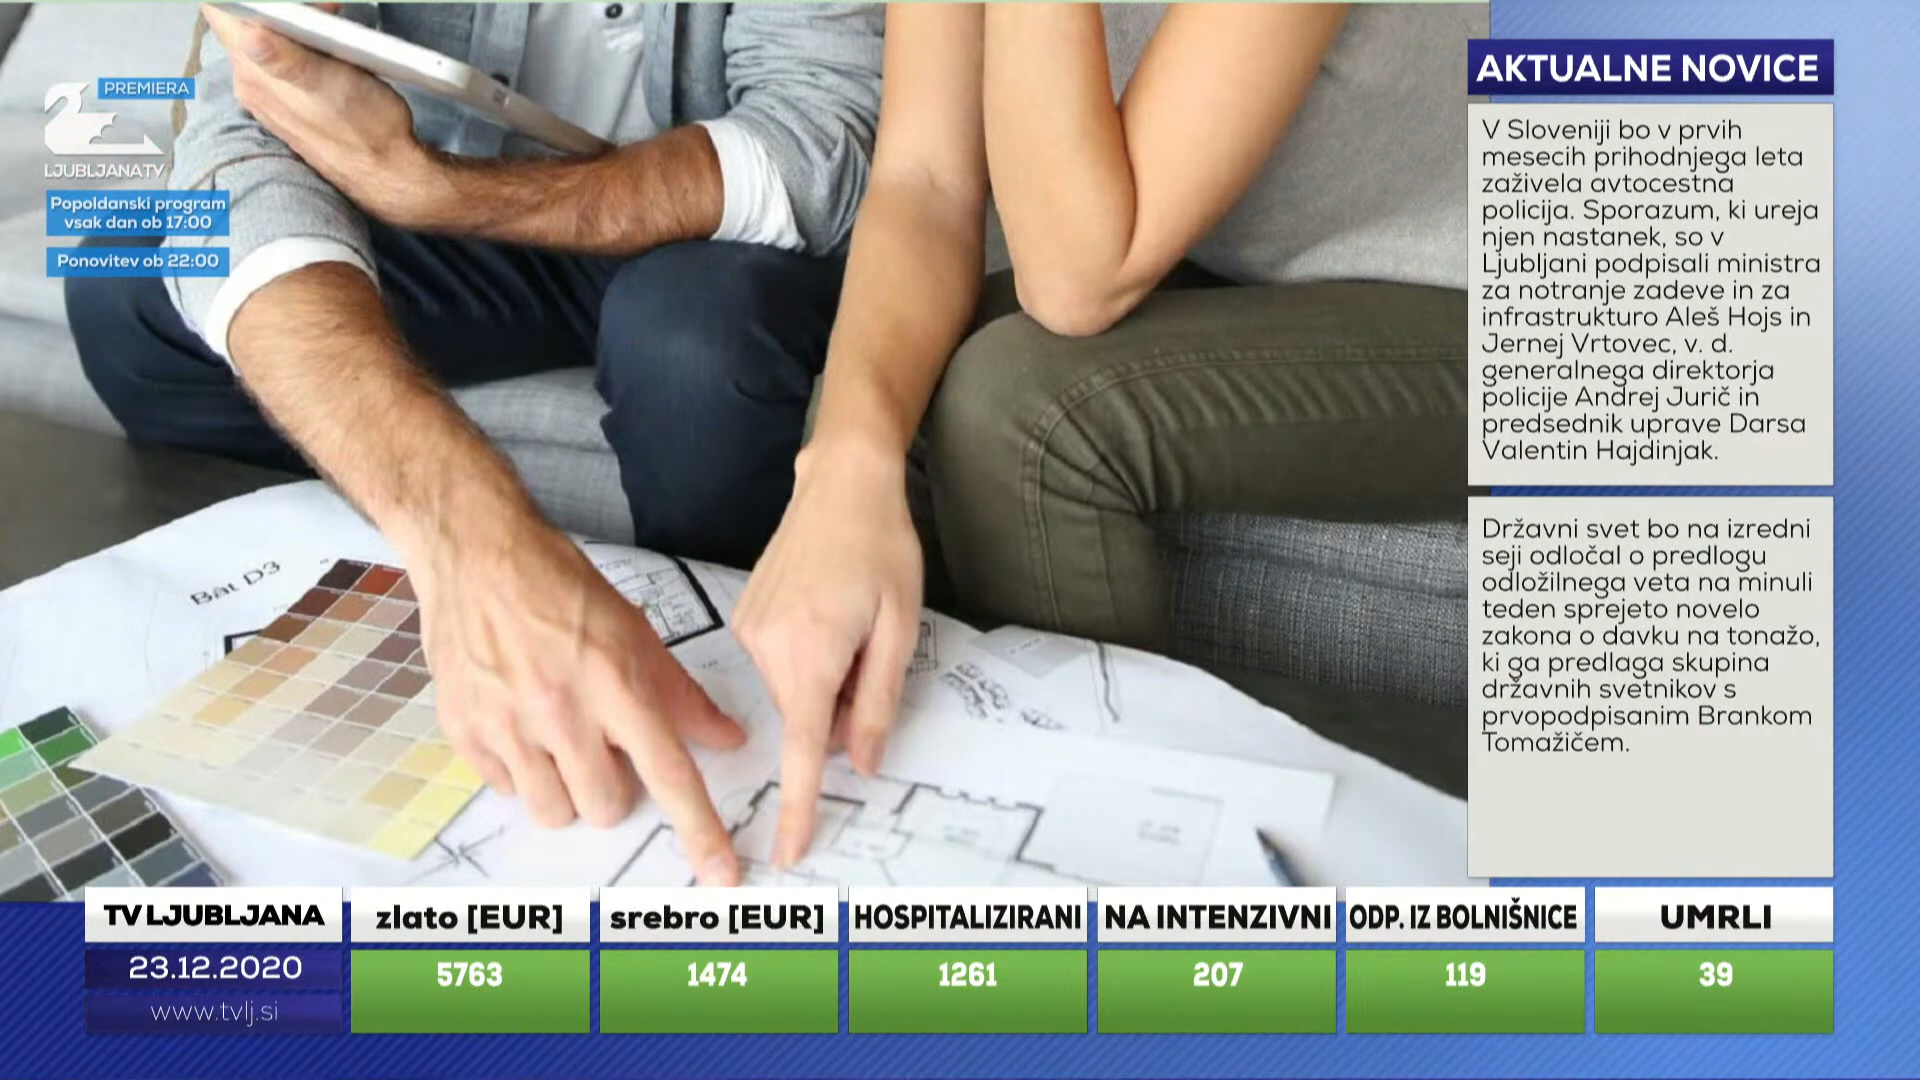 PREMIERA
LJUBLJANATV
Popoldanski program
vsak dan ob 17:00
Ponovitev ob 22:00
AKTUALNE NOVICE
V Sloveniji bo v prvih
mesecih prihodnjega leta
zaživela avtocestna
policija. Sporazum, ki ureja
njen nastanek, so v
Ljubljani podpisali ministra
za notranje zadeve in za
infrastrukturo Aleš Hojs in
Jernej Vrtovec, v. d.
generalnega direktorja
policije Andrej Jurič in
predsednik uprave Darsa
Valentin Hajdinjak.
Državni svet bo na izredni
seji odločal o predlogu
odložilnega veta na minuli
teden sprejeto novelo
zakona o davku na tonažo,
ki ga predlaga skupina
državnih svetnikov s
prvopodpisanim Brankom
Tomažičem.
Bât D3
TV LJUBLJANA
23.12.2020
www.tvlj.si
zlato [EUR]
5763
srebro [EUR]
1474
HOSPITALIZIRANI
1261
NA INTENZIVNI
207
ODP. IZ BOLNIŠNICE
119
UMRLI
39